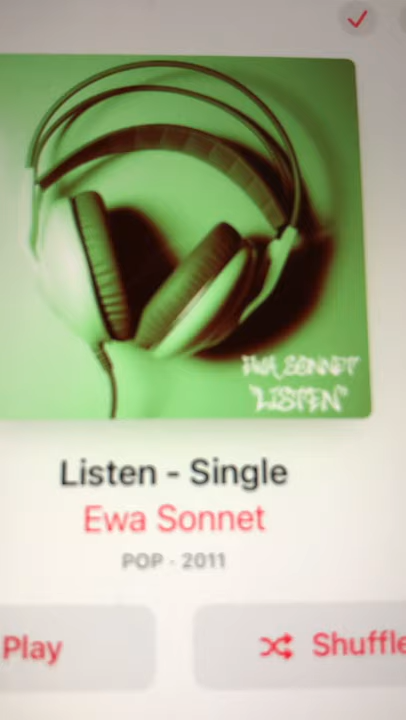 EWA SONNET
"LISTEN"
Listen - Single
Ewa Sonnet
POP · 2011
Play
Shuffle